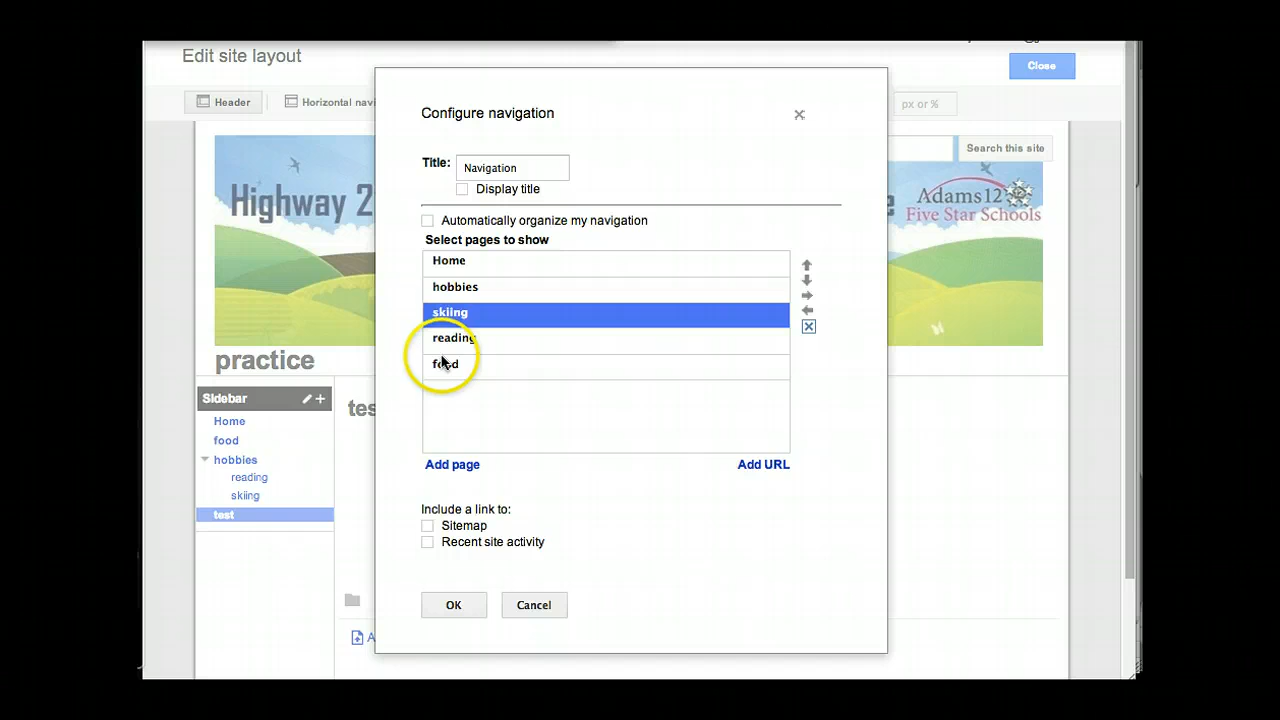 Edit site layout
Close
Header
Horizontal navi
px or %
Configure navigation
Title:
Navigation
Display title
Search this site
Highway 2
Adams12
Five Star Schools
Automatically organize my navigation
Select pages to show
Home
hobbies
skiing
reading
food
practice
Sidebar
Home
food
hobbies
reading
skiing
test
tes
Add page
Add URL
Include a link to:
Sitemap
Recent site activity
OK
Cancel
A